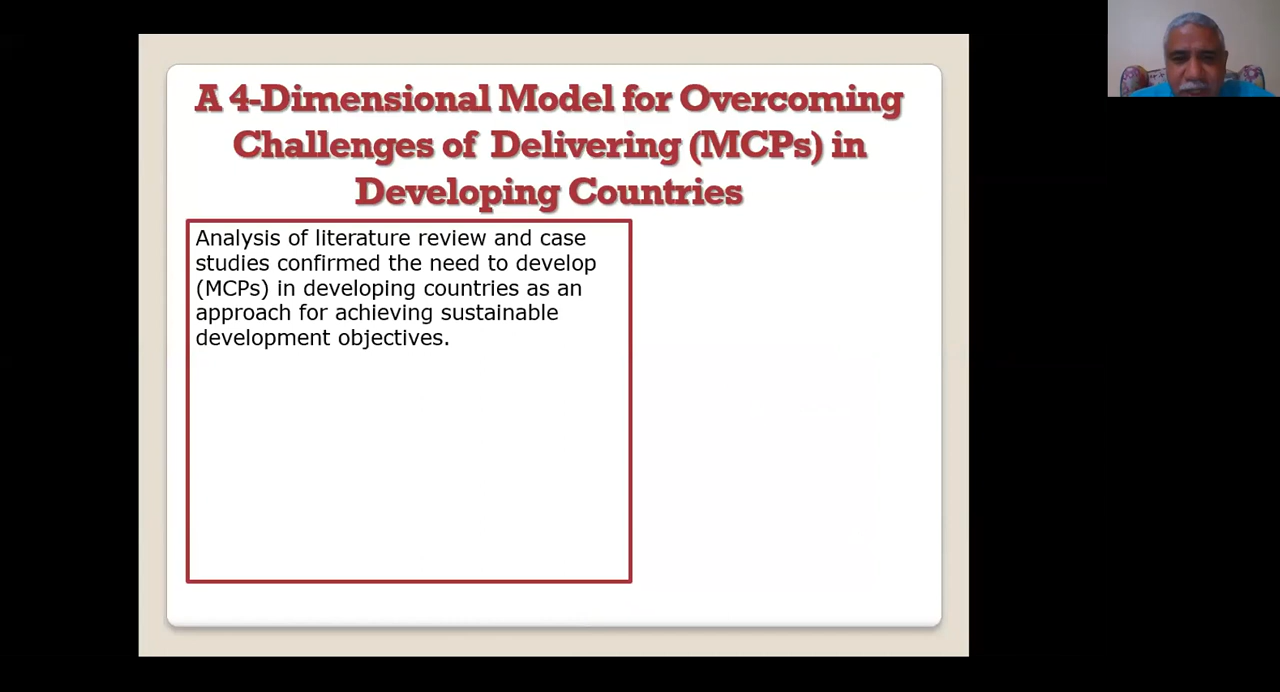 A 4-Dimensional Model for Overcoming
Challenges of Delivering (MCPs) in
Developing Countries
Analysis of literature review and case
studies confirmed the need to develop
(MCPs) in developing countries as an
approach for achieving sustainable
development objectives.